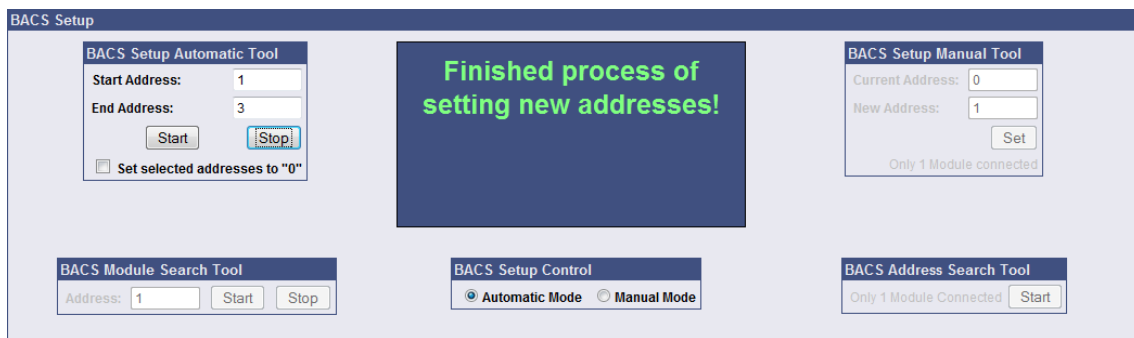 BACS Setup
BACS Setup Automatic Tool
Start Address: 1
End Address: 3
Start Stop
Set selected addresses to "0"
Finished process of
setting new addresses!
BACS Setup Manual Tool
Current Address: 0
New Address: 1
Set
Only 1 Module connected
BACS Module Search Tool
Address: 1 Start Stop
BACS Setup Control
Automatic Mode Manual Mode
BACS Address Search Tool
Only 1 Module Connected Start